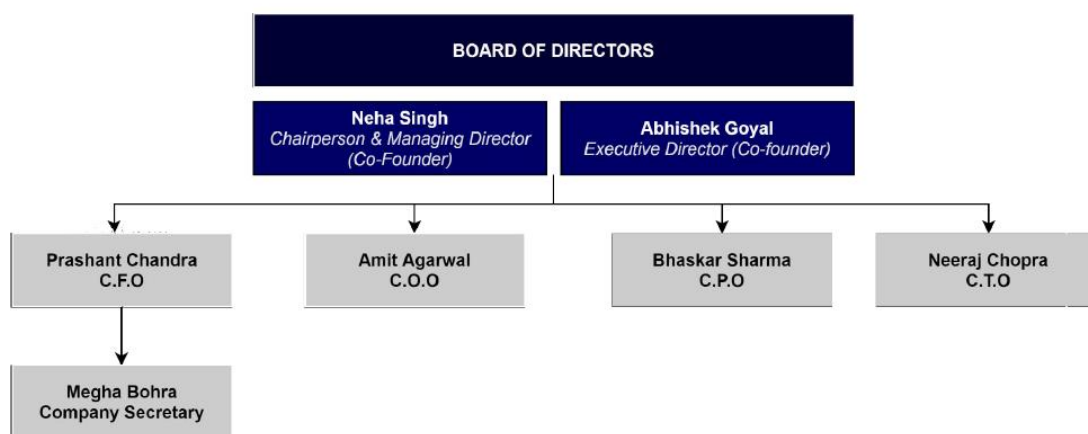 BOARD OF DIRECTORS
Neha Singh
Chairperson & Managing Director
(Co-Founder)
Abhishek Goyal
Executive Director (Co-founder)
Prashant Chandra
C.F.O
Amit Agarwal
C.O.O
Bhaskar Sharma
C.P.O
Neeraj Chopra
C.T.O
Megha Bohra
Company Secretary